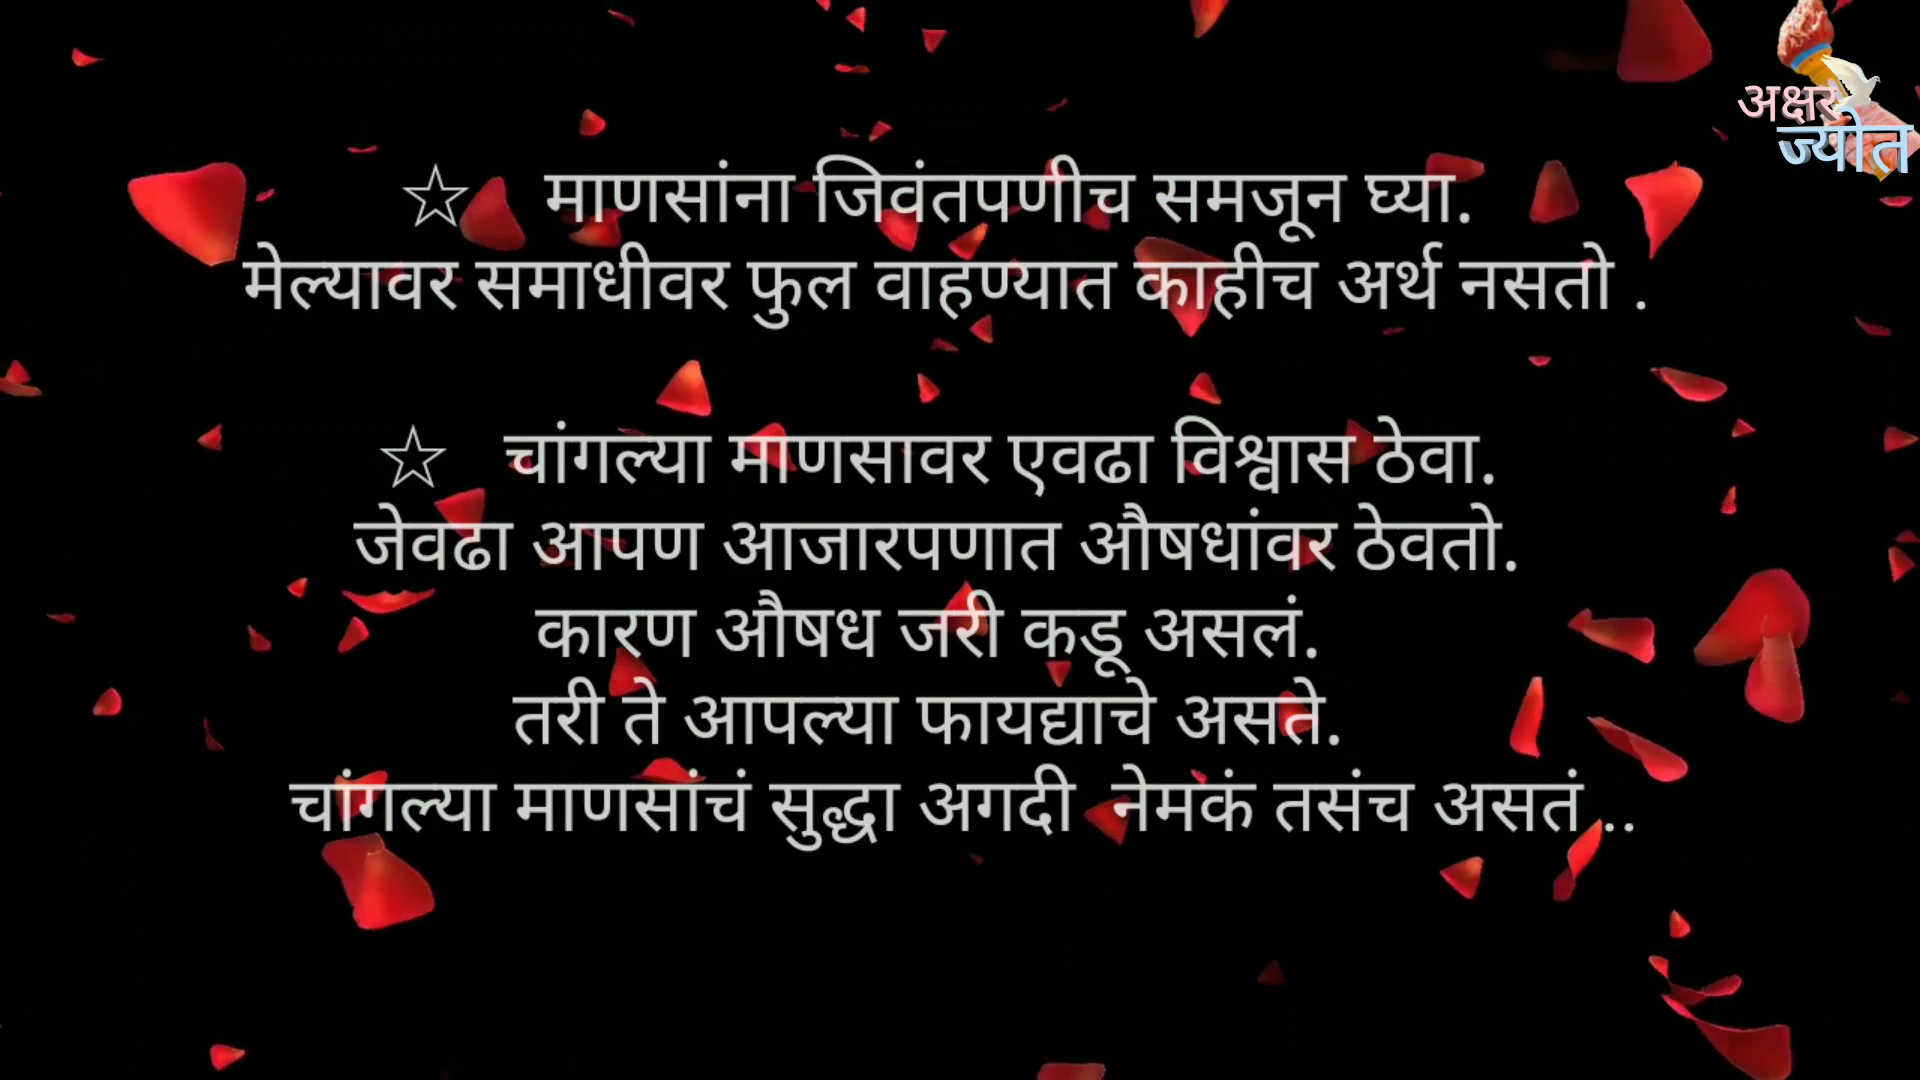 अक्षर
ज्योत
☆ माणसांना जिवंतपणीच समजून घ्या.
मेल्यावर समाधीवर फुल वाहण्यात काहीच अर्थ नसतो .
☆ चांगल्या माणसावर एवढा विश्वास ठेवा.
जेवढा आपण आजारपणात औषधांवर ठेवतो.
कारण औषध जरी कडू असलं.
तरी ते आपल्या फायद्याचे असते.
चांगल्या माणसांचं सुद्धा अगदी नेमकं तसंच असतं ..